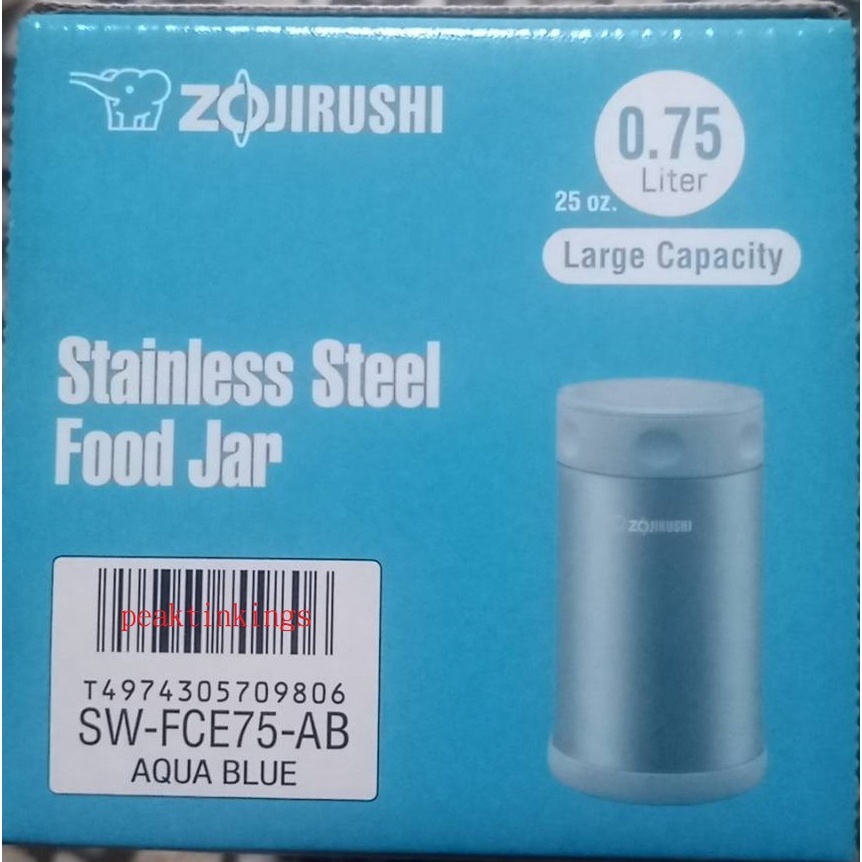 ZOJIRUSHI
0.75
Liter
25 oz.
Large Capacity
Stainless Steel
Food Jar
ZOJIRUSHI
peaktinkings
T4974305709806
SW-FCE75-AB
AQUA BLUE